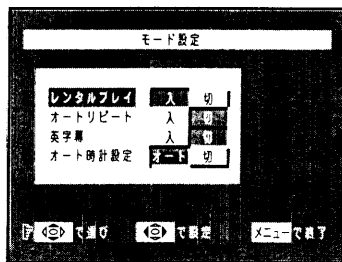 モード設定
レンタルプレイ 入 切
オートリピート 入 切
英字幕 入 切
オート時計設定 オート 切
で選び で設定 メニューで終了